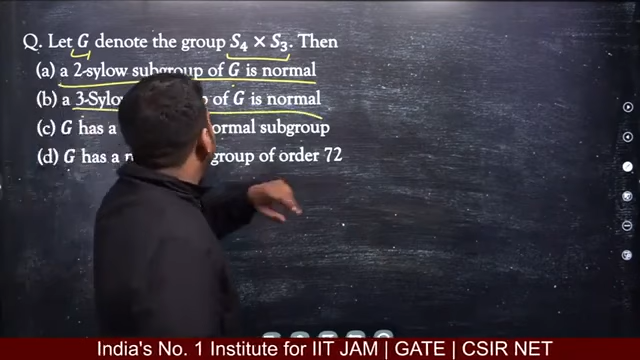 Q. Let G denote the group S₄ × S₃. Then
(a) a 2-sylow subgroup of G is normal
(b) a 3-Sylo of G is normal
(c) G has a ormal subgroup
(d) G has a group of order 72
India's No. 1 Institute for IIT JAM | GATE | CSIR NET